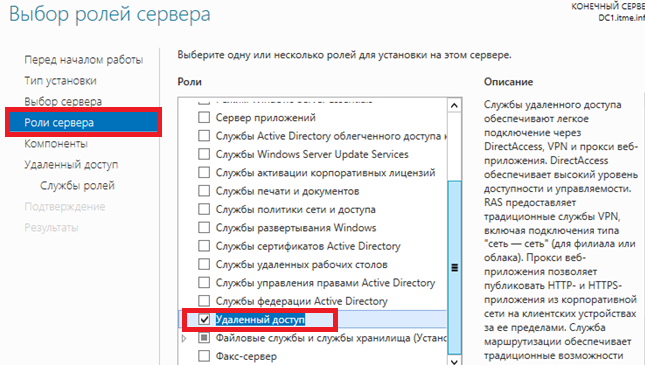 Выбор ролей сервера
КОНЕЧНЫЙ СЕРВЕ
DC1.itme.inf
Перед началом работы
Тип установки
Выбор сервера
Роли сервера
Компоненты
Удаленный доступ
Службы ролей
Подтверждение
Результаты
Выберите одну или несколько ролей для установки на этом сервере.
Роли
Режим Windows Server Essentials
Сервер приложений
Службы Active Directory облегченного доступа к
Службы Windows Server Update Services
Службы активации корпоративных лицензий
Службы печати и документов
Службы политики сети и доступа
Службы развертывания Windows
Службы сертификатов Active Directory
Службы удаленных рабочих столов
Службы управления правами Active Directory
Службы федерации Active Directory
Удаленный доступ
Файловые службы и службы хранилища (Устано
Факс-сервер
Описание
Службы удаленного доступа
обеспечивают легкое
подключение через
DirectAccess, VPN и прокси веб-
приложения. DirectAccess
обеспечивает высокий уровень
доступности и управляемости.
RAS предоставляет
традиционные службы VPN,
включая подключения типа
"сеть — сеть" (для филиала или
облака). Прокси веб-
приложения позволяет
публиковать HTTP- и HTTPS-
приложения из корпоративной
сети на клиентских устройствах
за ее пределами. Служба
маршрутизации обеспечивает
традиционные возможности